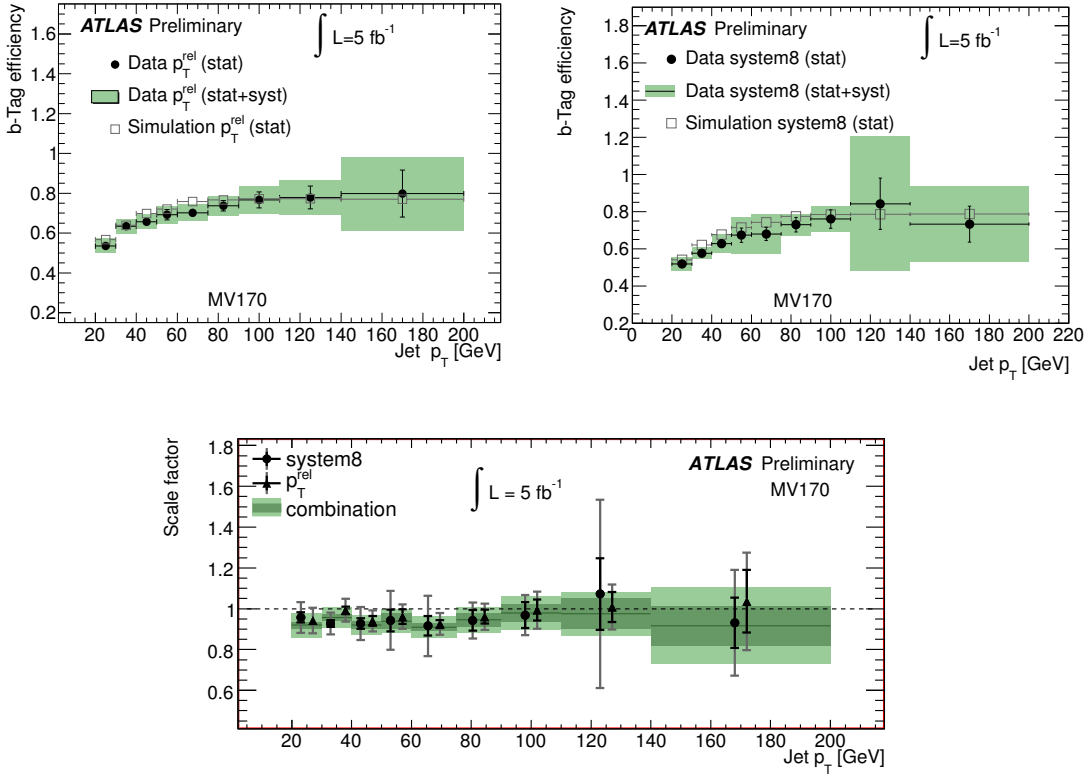 ATLAS Preliminary
∫ L=5 fb⁻¹
Data p_T^rel (stat)
Data p_T^rel (stat+syst)
Simulation p_T^rel (stat)
b-Tag efficiency
1.6
1.4
1.2
1
0.8
0.6
0.4
0.2
MV170
20 40 60 80 100 120 140 160 180 200
Jet p_T [GeV]
ATLAS Preliminary
∫ L=5 fb⁻¹
Data system8 (stat)
Data system8 (stat+syst)
Simulation system8 (stat)
b-Tag efficiency
1.8
1.6
1.4
1.2
1
0.8
0.6
0.4
0.2
MV170
0 20 40 60 80 100 120 140 160 180 200 220
Jet p_T [GeV]
Scale factor
1.8
1.6
1.4
1.2
1
0.8
0.6
system8
p_T^rel
combination
∫ L = 5 fb⁻¹
ATLAS Preliminary
MV170
20 40 60 80 100 120 140 160 180 200
Jet p_T [GeV]